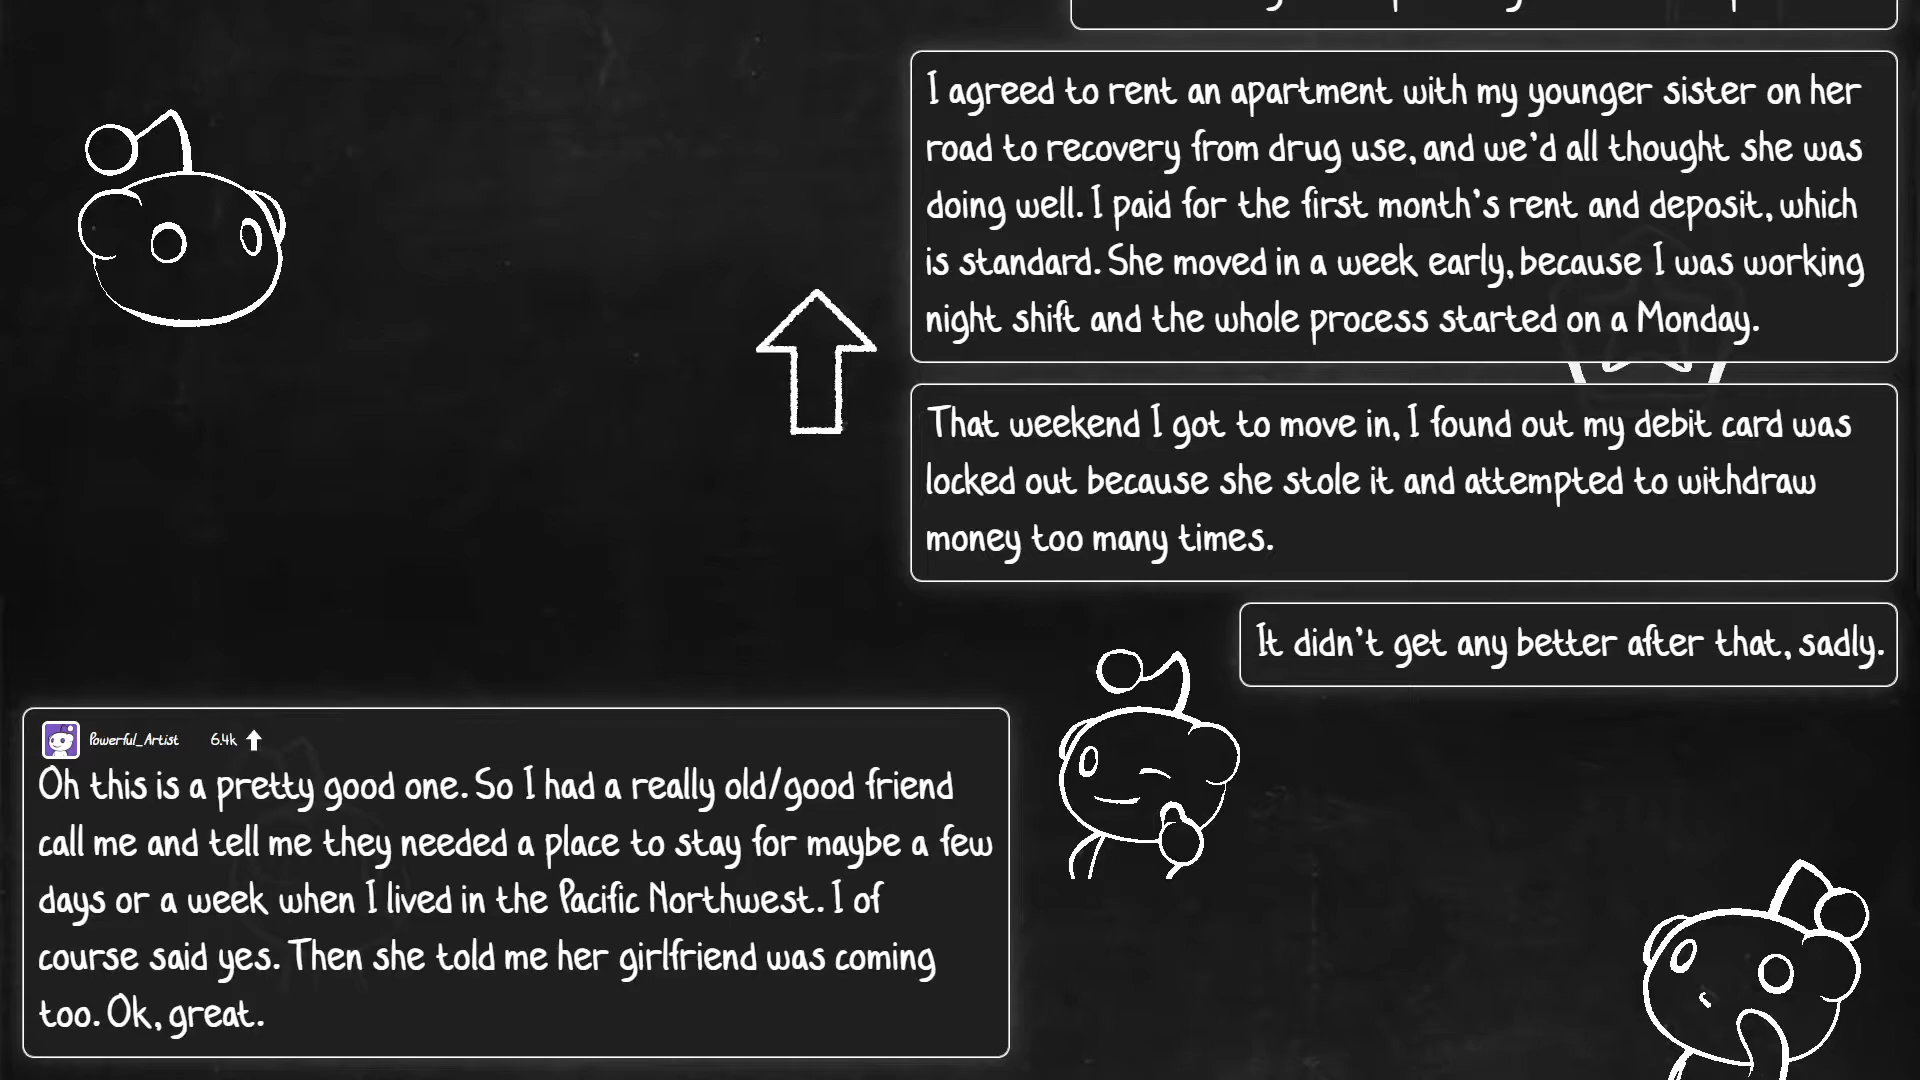 I agreed to rent an apartment with my younger sister on her
road to recovery from drug use, and we'd all thought she was
doing well. I paid for the first month's rent and deposit, which
is standard. She moved in a week early, because I was working
night shift and the whole process started on a Monday.
That weekend I got to move in, I found out my debit card was
locked out because she stole it and attempted to withdraw
money too many times.
It didn't get any better after that, sadly.
Powerful_Artist 6.4k
Oh this is a pretty good one. So I had a really old/good friend
call me and tell me they needed a place to stay for maybe a few
days or a week when I lived in the Pacific Northwest. I of
course said yes. Then she told me her girlfriend was coming
too. Ok, great.